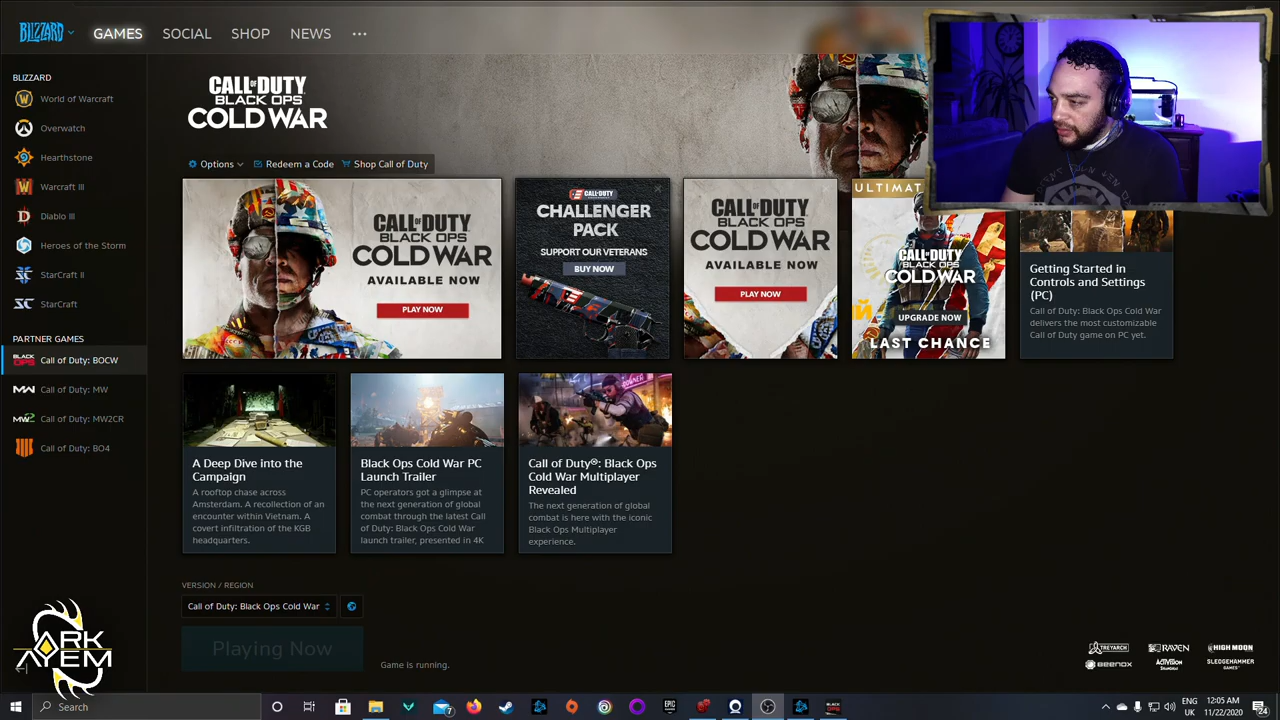 BLIZZARD
GAMES
SOCIAL
SHOP
NEWS
BLIZZARD
World of Warcraft
Overwatch
Hearthstone
Warcraft III
Diablo III
Heroes of the Storm
StarCraft II
StarCraft
PARTNER GAMES
BLACK OPS Call of Duty: BOCW
Call of Duty: MW
Call of Duty: MW2CR
Call of Duty: BO4
CALL OF DUTY
BLACK OPS
COLD WAR
Options
Redeem a Code
Shop Call of Duty
CALL OF DUTY
BLACK OPS
COLD WAR
AVAILABLE NOW
PLAY NOW
CALL OF DUTY
CHALLENGER
PACK
SUPPORT OUR VETERANS
BUY NOW
CALL OF DUTY
BLACK OPS
COLD WAR
AVAILABLE NOW
PLAY NOW
ULTIMAT
CALL OF DUTY
BLACK OPS
COLD WAR
UPGRADE NOW
LAST CHANCE
Getting Started in
Controls and Settings
(PC)
Call of Duty: Black Ops Cold War
delivers the most customizable
Call of Duty game on PC yet.
A Deep Dive into the
Campaign
A rooftop chase across
Amsterdam. A recollection of an
encounter within Vietnam. A
covert infiltration of the KGB
headquarters.
Black Ops Cold War PC
Launch Trailer
PC operators got a glimpse at
the next generation of global
combat through the latest Call
of Duty: Black Ops Cold War
launch trailer, presented in 4K
Call of Duty®: Black Ops
Cold War Multiplayer
Revealed
The next generation of global
combat is here with the iconic
Black Ops Multiplayer
experience.
VERSION / REGION
Call of Duty: Black Ops Cold War
Playing Now
Game is running.
ARK
AYEM
TREYARCH
RAVEN
HIGH MOON
BEENOX
ACTIVISION
SLEDGEHAMMER
GAMES
Search
ENG
UK
12:05 AM
11/22/2020